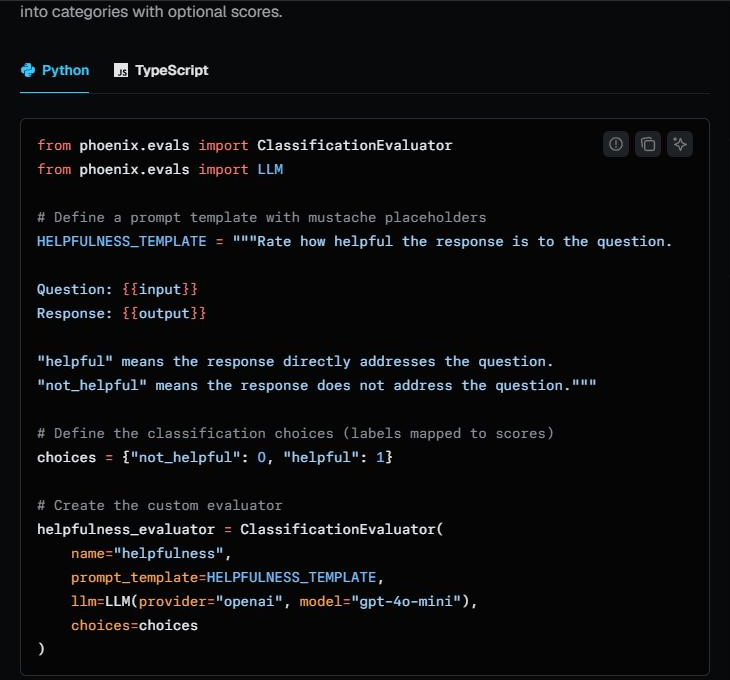 into categories with optional scores.
Python
JS TypeScript
from phoenix.evals import ClassificationEvaluator
from phoenix.evals import LLM

# Define a prompt template with mustache placeholders
HELPFULNESS_TEMPLATE = """Rate how helpful the response is to the question.

Question: {{input}}
Response: {{output}}

"helpful" means the response directly addresses the question.
"not_helpful" means the response does not address the question."""

# Define the classification choices (labels mapped to scores)
choices = {"not_helpful": 0, "helpful": 1}

# Create the custom evaluator
helpfulness_evaluator = ClassificationEvaluator(
    name="helpfulness",
    prompt_template=HELPFULNESS_TEMPLATE,
    llm=LLM(provider="openai", model="gpt-4o-mini"),
    choices=choices
)